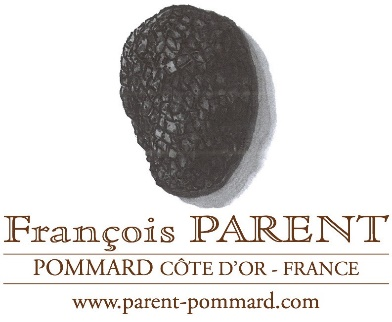 François PARENT
POMMARD CÔTE D'OR - FRANCE
www.parent-pommard.com